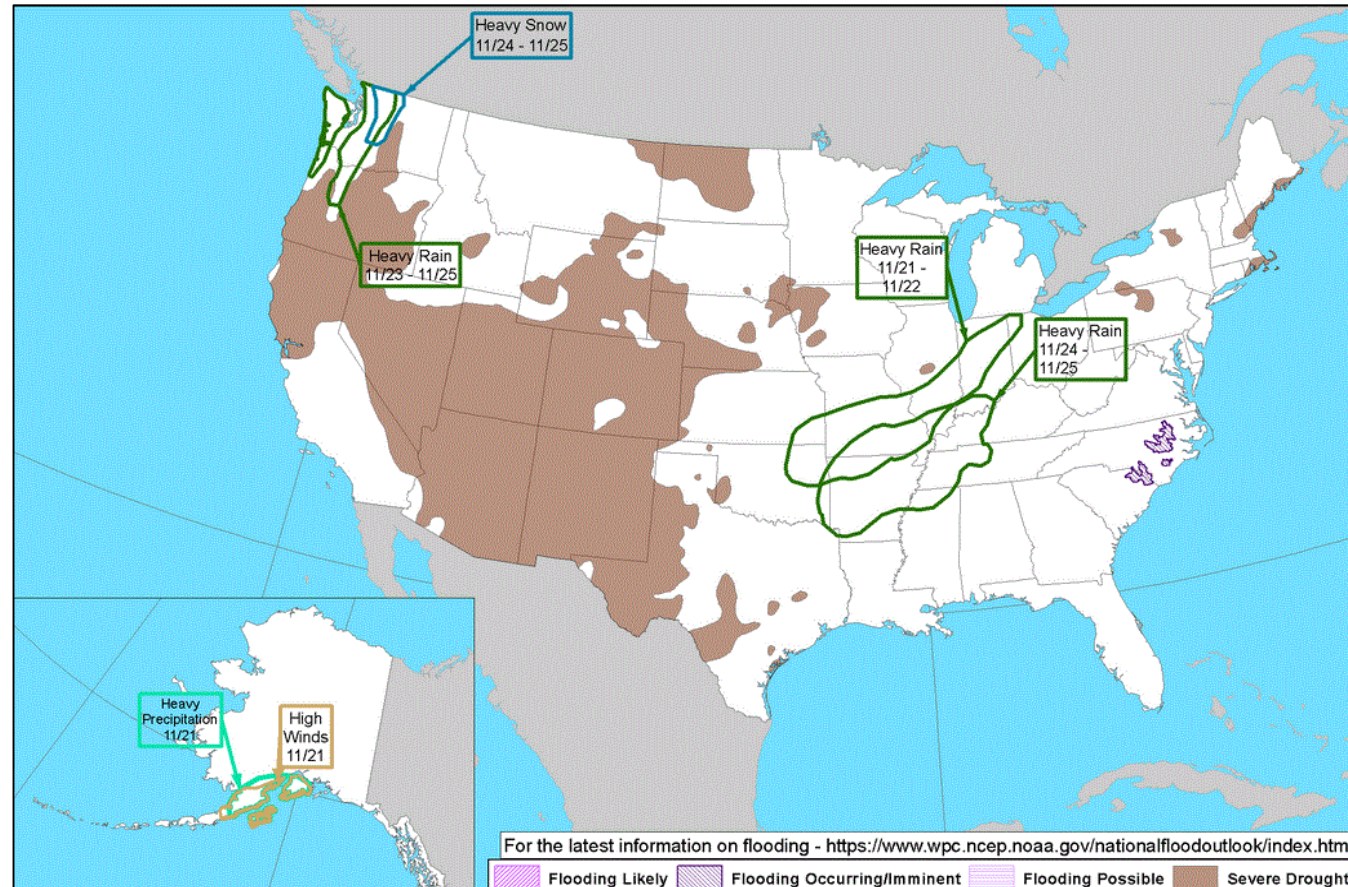 Heavy Snow
11/24 - 11/25
Heavy Rain
11/23 - 11/25
Heavy Rain
11/21 -
11/22
Heavy Rain
11/24 -
11/25
Heavy
Precipitation
11/21
High
Winds
11/21
For the latest information on flooding - https://www.wpc.ncep.noaa.gov/nationalfloodoutlook/index.htm
Flooding Likely Flooding Occurring/Imminent Flooding Possible Severe Drought